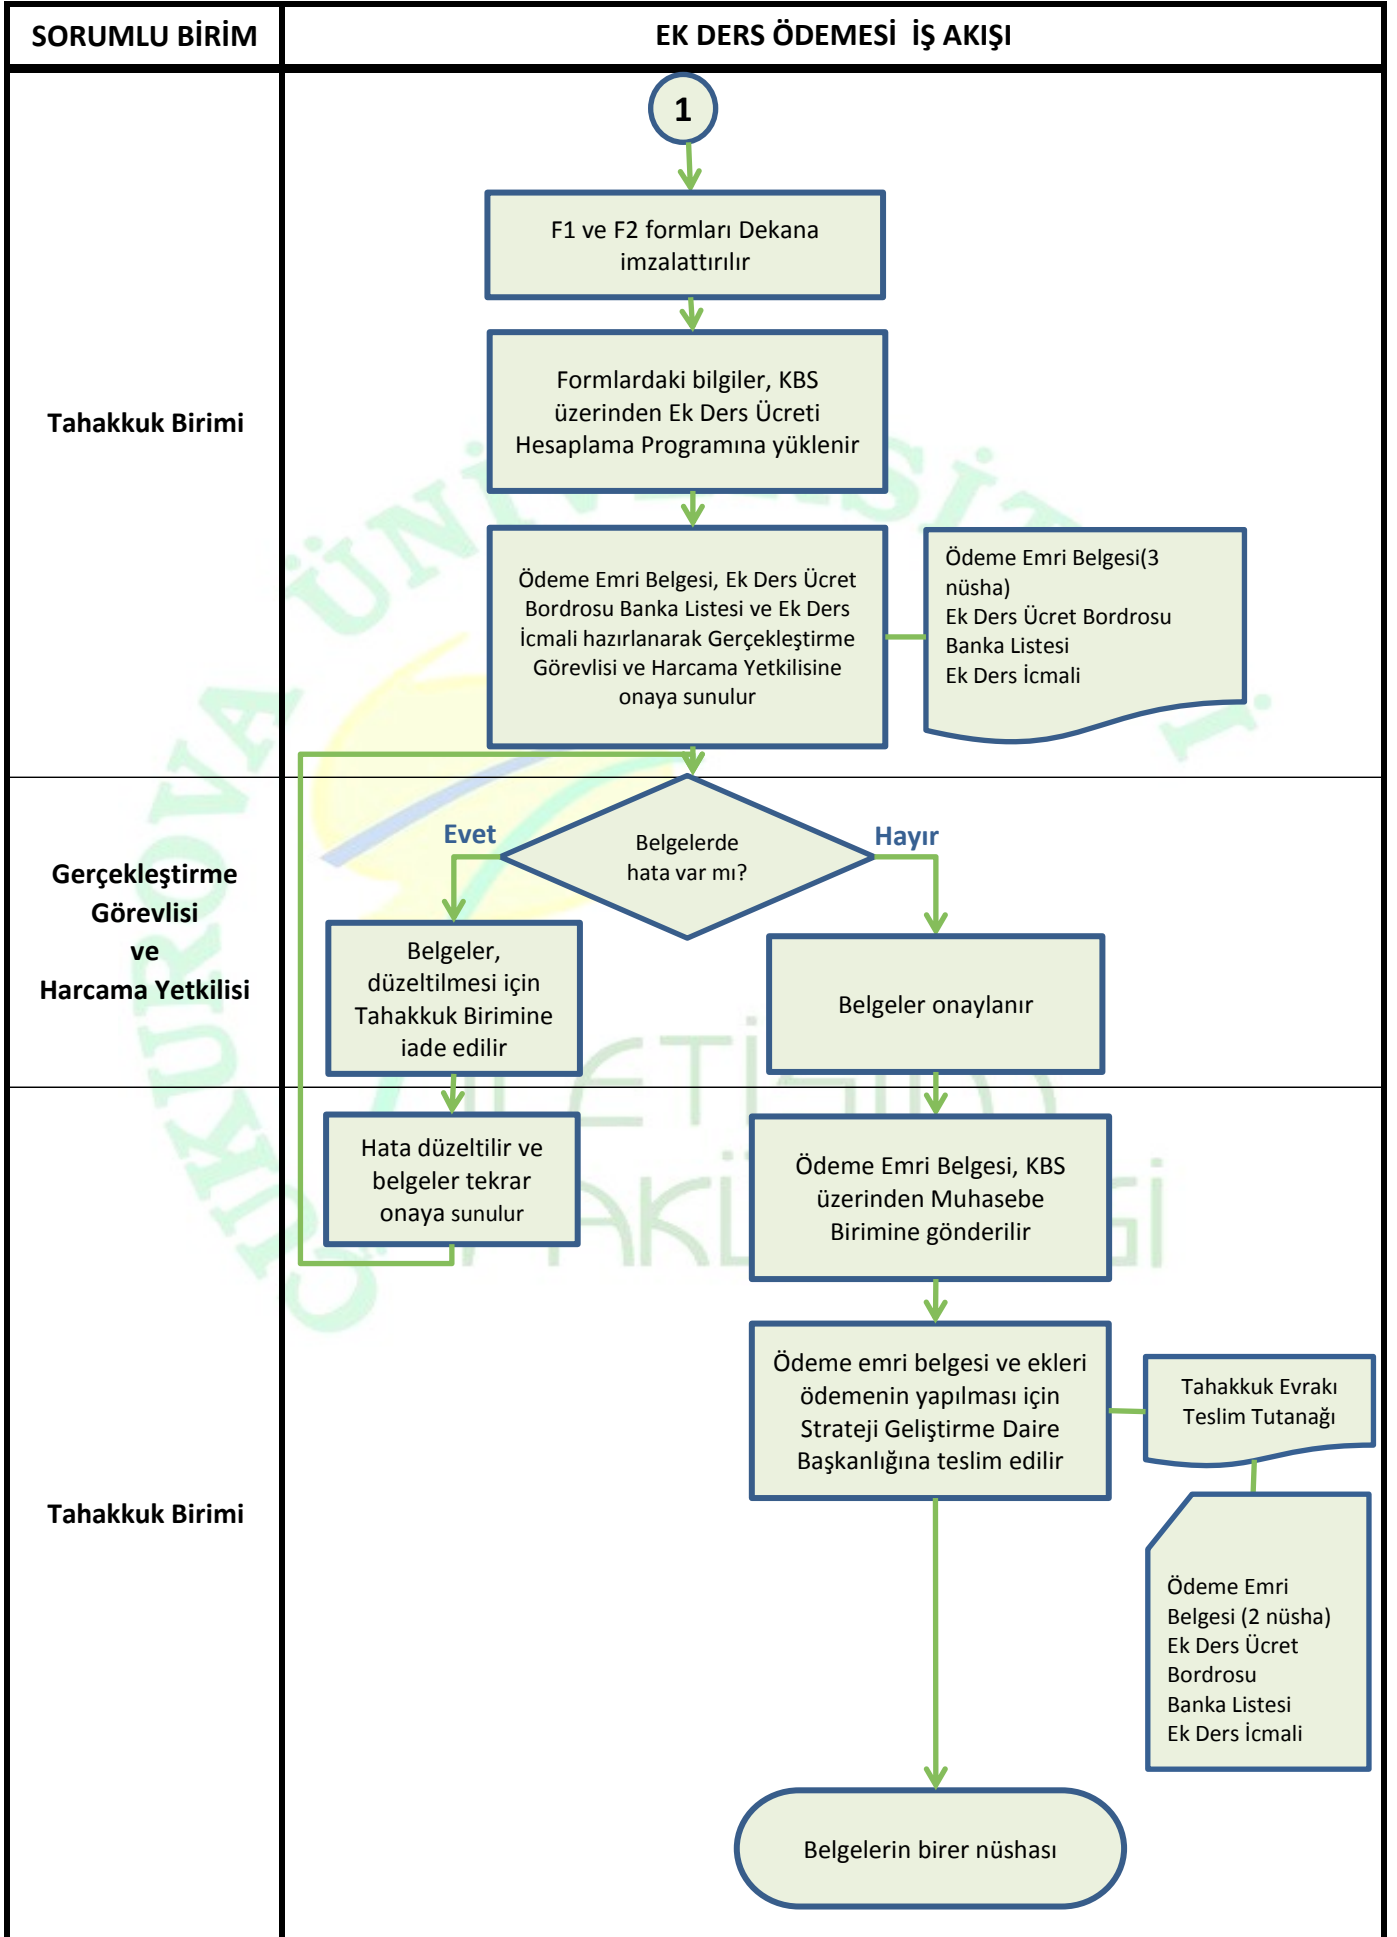 SORUMLU BİRİM
EK DERS ÖDEMESİ İŞ AKIŞI
1
F1 ve F2 formları Dekana
imzalattırılır
Formlardaki bilgiler, KBS
üzerinden Ek Ders Ücreti
Hesaplama Programına yüklenir
Tahakkuk Birimi
Ödeme Emri Belgesi, Ek Ders Ücret
Bordrosu Banka Listesi ve Ek Ders
İcmali hazırlanarak Gerçekleştirme
Görevlisi ve Harcama Yetkilisine
onaya sunulur
Ödeme Emri Belgesi(3
nüsha)
Ek Ders Ücret Bordrosu
Banka Listesi
Ek Ders İcmali
Gerçekleştirme
Görevlisi
ve
Harcama Yetkilisi
Evet
Belgelerde
hata var mı?
Hayır
Belgeler,
düzeltilmesi için
Tahakkuk Birimine
iade edilir
Belgeler onaylanır
Hata düzeltilir ve
belgeler tekrar
onaya sunulur
Ödeme Emri Belgesi, KBS
üzerinden Muhasebe
Birimine gönderilir
Ödeme emri belgesi ve ekleri
ödemenin yapılması için
Strateji Geliştirme Daire
Başkanlığına teslim edilir
Tahakkuk Evrakı
Teslim Tutanağı
Tahakkuk Birimi
Ödeme Emri
Belgesi (2 nüsha)
Ek Ders Ücret
Bordrosu
Banka Listesi
Ek Ders İcmali
Belgelerin birer nüshası